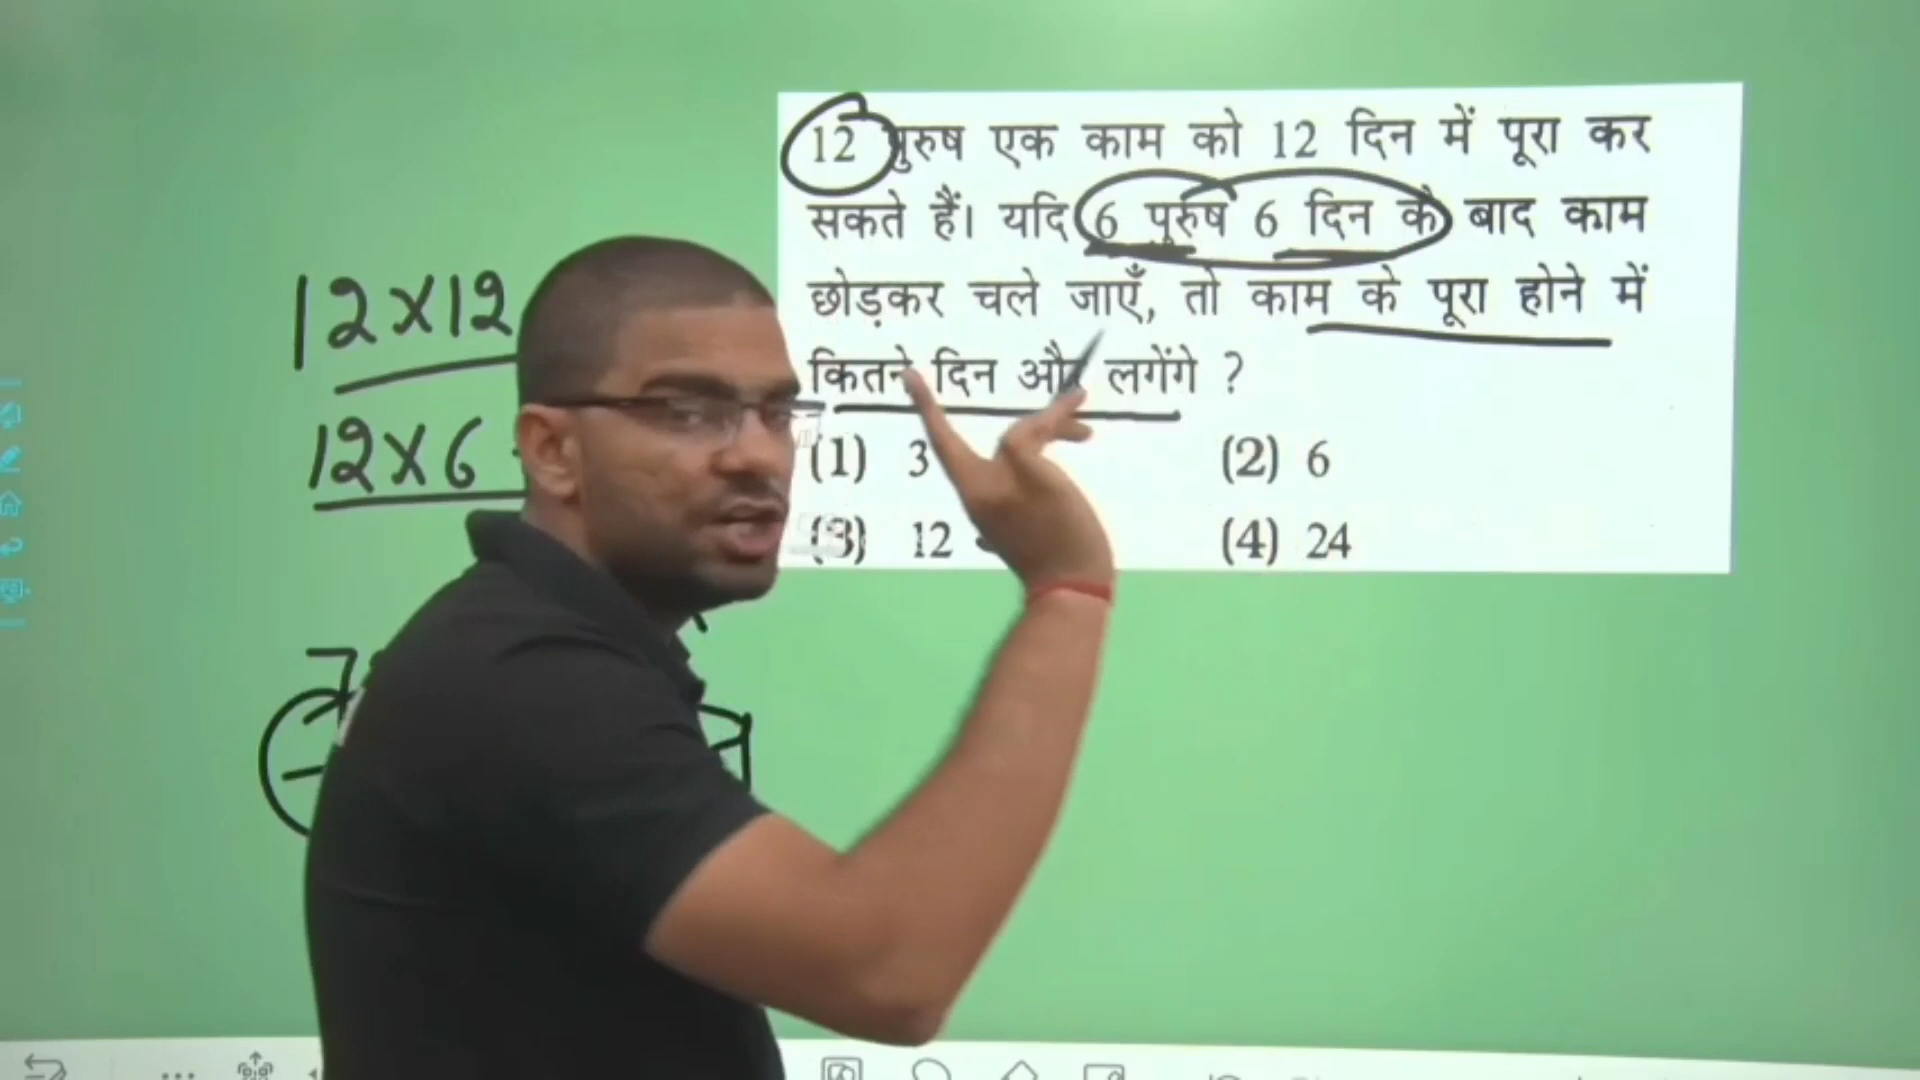 12 पुरुष एक काम को 12 दिन में पूरा कर
सकते हैं। यदि 6 पुरुष 6 दिन के बाद काम
छोड़कर चले जाएँ, तो काम के पूरा होने में
कितने दिन और लगेंगे ?
(1) 3
(2) 6
(3) 12
(4) 24
12×12
12×6
7